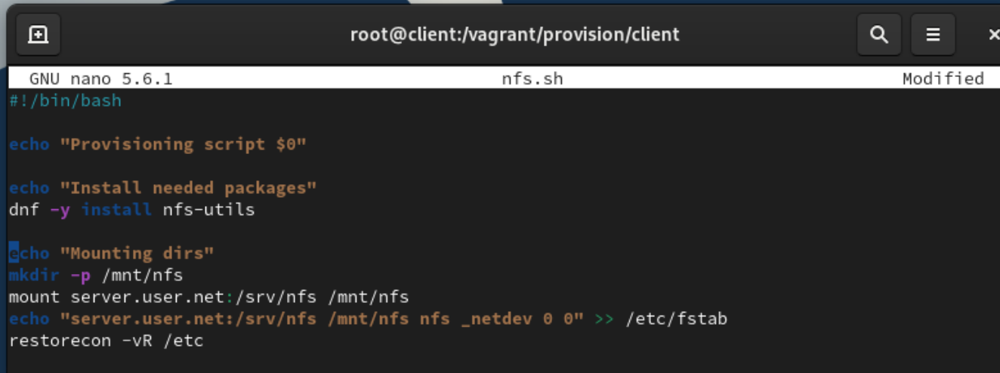 root@client:/vagrant/provision/client
GNU nano 5.6.1 nfs.sh Modified
#!/bin/bash
echo "Provisioning script $0"
echo "Install needed packages"
dnf -y install nfs-utils
echo "Mounting dirs"
mkdir -p /mnt/nfs
mount server.user.net:/srv/nfs /mnt/nfs
echo "server.user.net:/srv/nfs /mnt/nfs nfs _netdev 0 0" >> /etc/fstab
restorecon -vR /etc